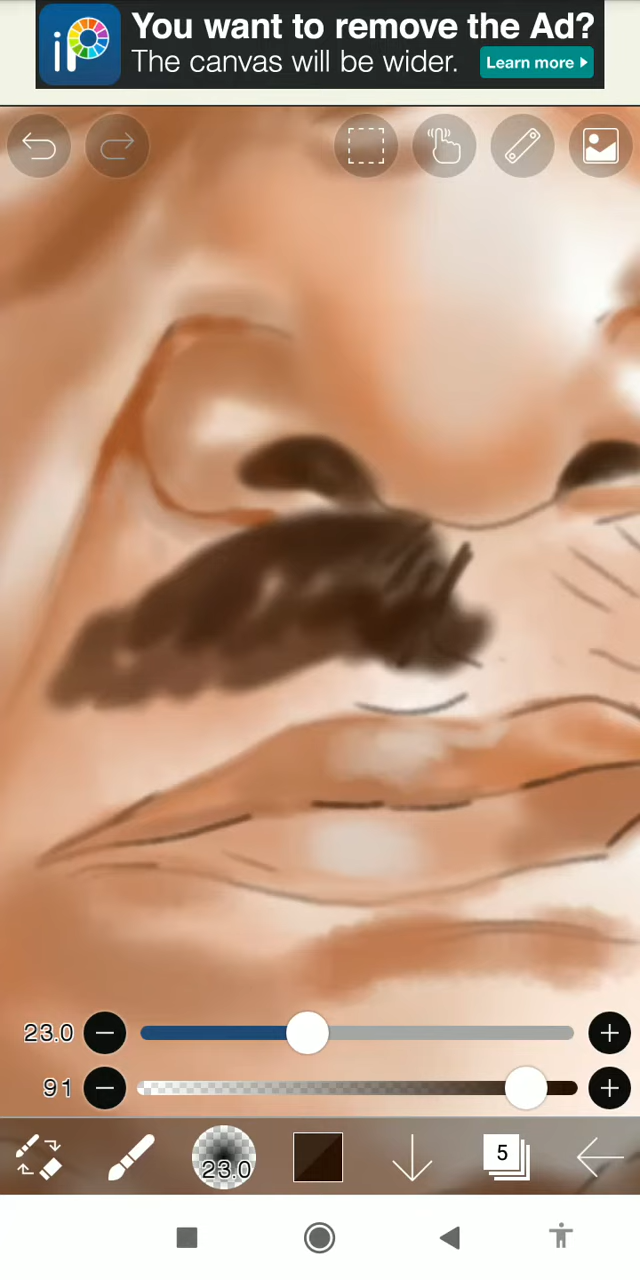 iP
You want to remove the Ad?
The canvas will be wider.
Learn more
23.0
91
23.0
5